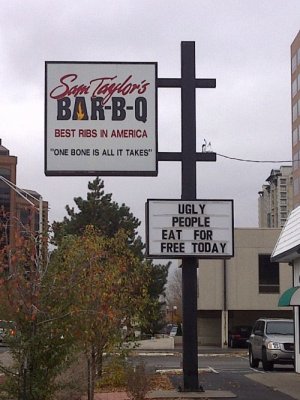 Sam Taylor's
BAR-B-Q
BEST RIBS IN AMERICA
"ONE BONE IS ALL IT TAKES"
UGLY
PEOPLE
EAT FOR
FREE TODAY